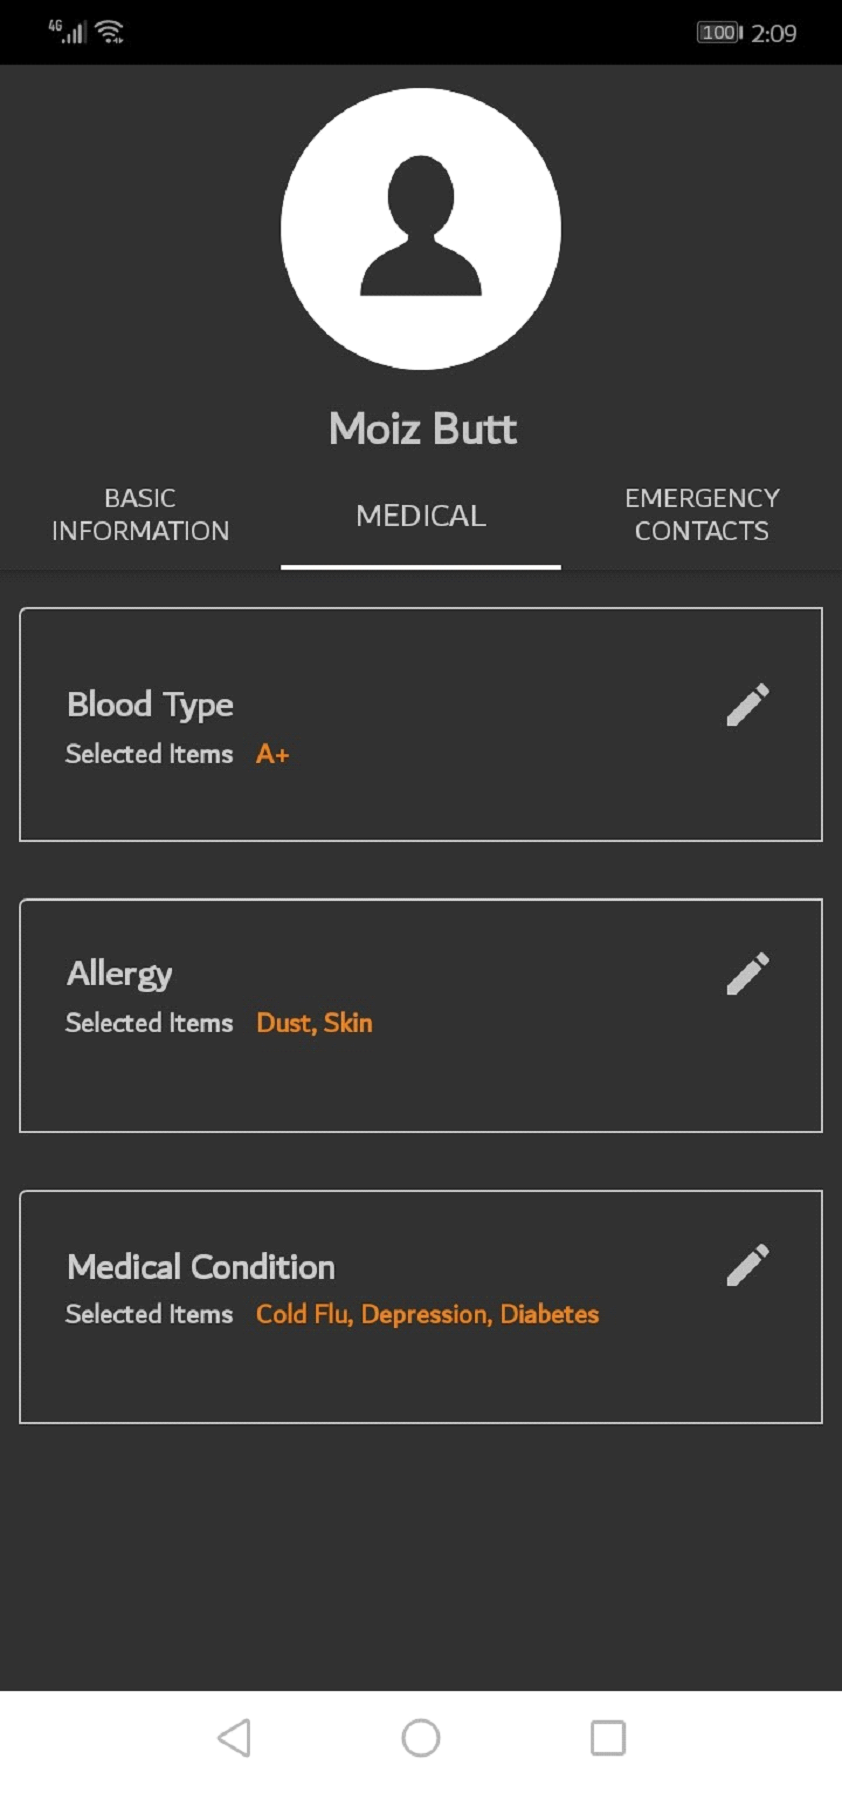 4G 100 2:09
Moiz Butt
BASIC
INFORMATION
MEDICAL
EMERGENCY
CONTACTS
Blood Type
Selected Items A+
Allergy
Selected Items Dust, Skin
Medical Condition
Selected Items Cold Flu, Depression, Diabetes